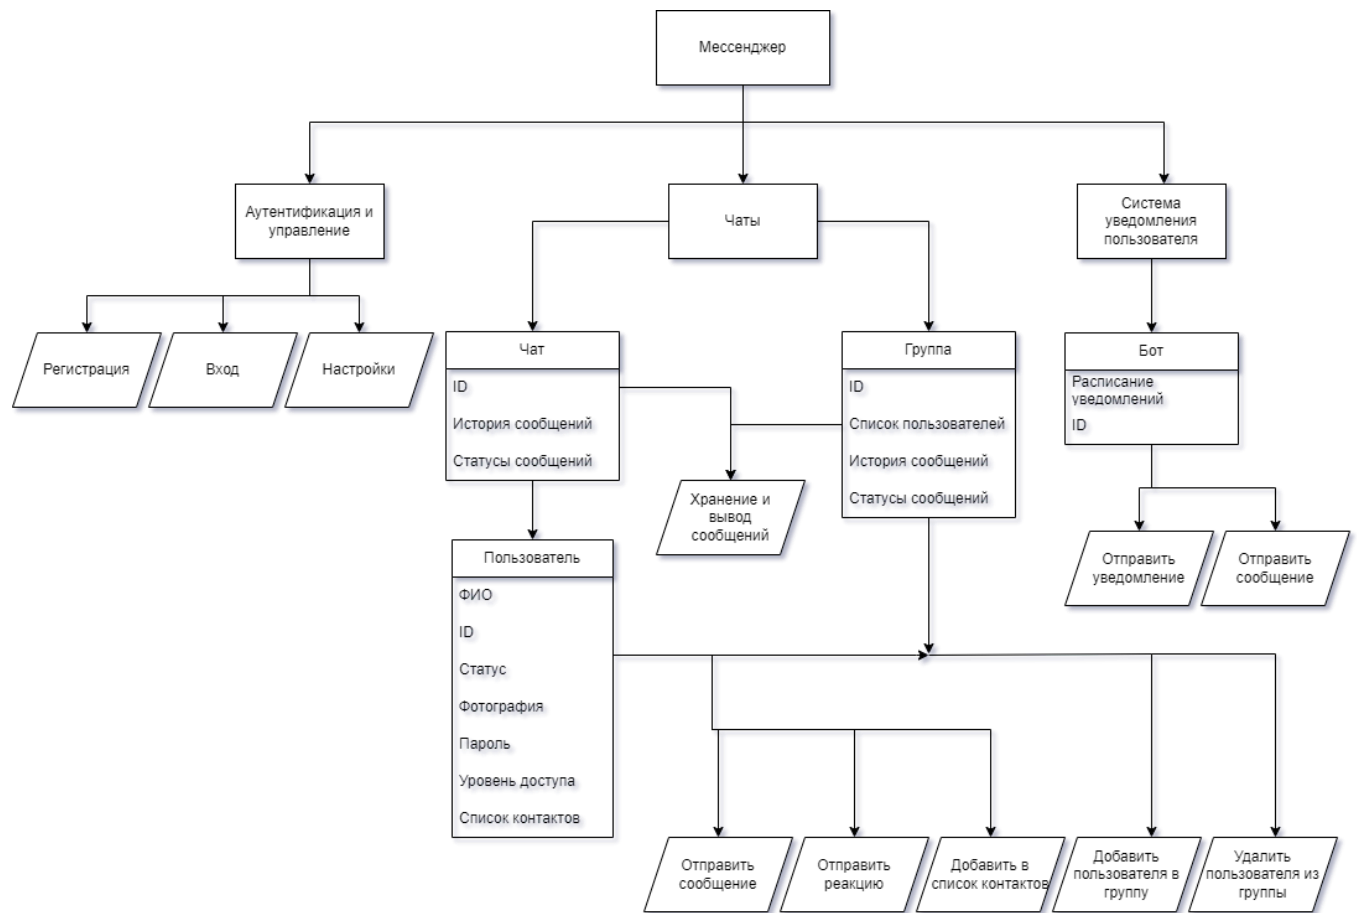 Мессенджер
Аутентификация и
управление
Чаты
Система
уведомления
пользователя
Регистрация
Вход
Настройки
Чат
ID
История сообщений
Статусы сообщений
Группа
ID
Список пользователей
История сообщений
Статусы сообщений
Бот
Расписание
уведомлений
ID
Хранение и
вывод
сообщений
Отправить
уведомление
Отправить
сообщение
Пользователь
ФИО
ID
Статус
Фотография
Пароль
Уровень доступа
Список контактов
Отправить
сообщение
Отправить
реакцию
Добавить в
список контактов
Добавить
пользователя в
группу
Удалить
пользователя из
группы